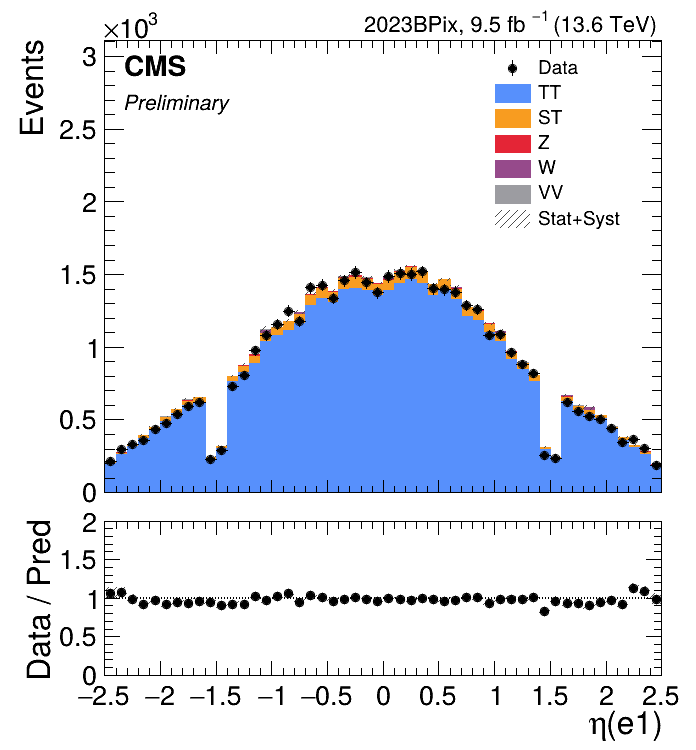 ×10³
2023BPix, 9.5 fb ⁻¹ (13.6 TeV)
Events
3
2.5
2
1.5
1
0.5
0
CMS
Preliminary
Data
TT
ST
Z
W
VV
Stat+Syst
Data / Pred
2
1.5
1
0.5
0
−2.5 −2 −1.5 −1 −0.5 0 0.5 1 1.5 2 2.5
η(e1)